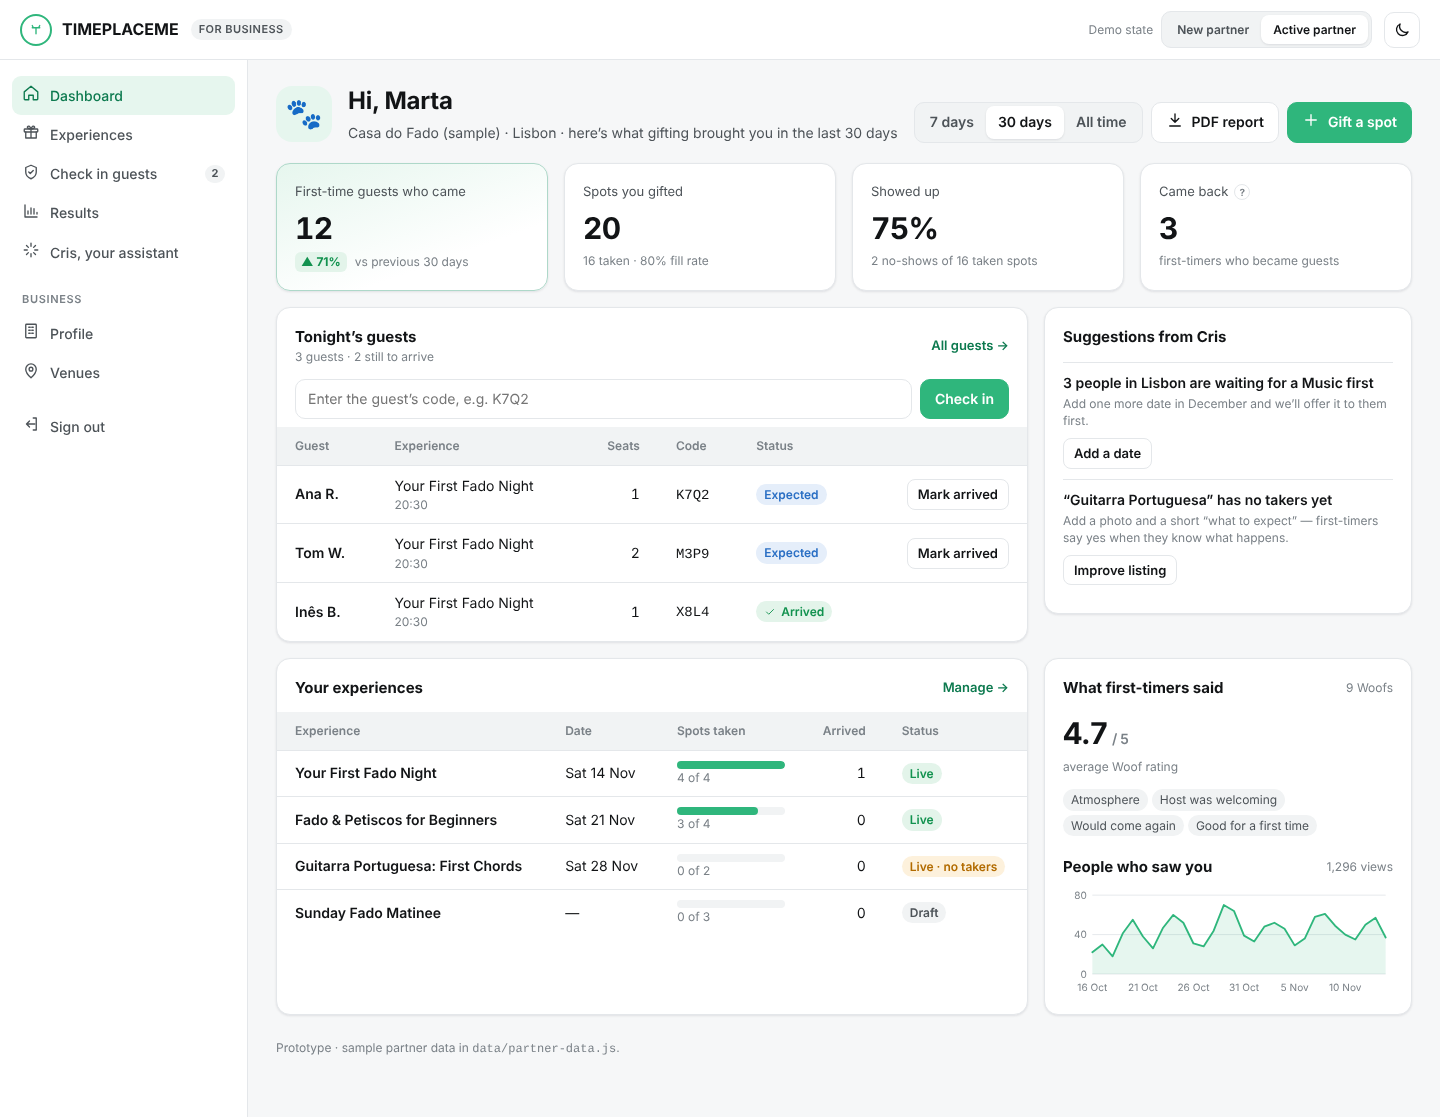 TIMEPLACEME FOR BUSINESS
Demo state New partner Active partner
Dashboard
Experiences
Check in guests 2
Results
Cris, your assistant
BUSINESS
Profile
Venues
Sign out
Hi, Marta
Casa do Fado (sample) · Lisbon · here’s what gifting brought you in the last 30 days
7 days 30 days All time
PDF report
+ Gift a spot
First-time guests who came
12
▲ 71% vs previous 30 days
Spots you gifted
20
16 taken · 80% fill rate
Showed up
75%
2 no-shows of 16 taken spots
Came back ?
3
first-timers who became guests
Tonight’s guests
3 guests · 2 still to arrive
All guests →
Enter the guest’s code, e.g. K7Q2
Check in
Guest Experience Seats Code Status
Ana R. Your First Fado Night 1 K7Q2 Expected Mark arrived
20:30
Tom W. Your First Fado Night 2 M3P9 Expected Mark arrived
20:30
Inês B. Your First Fado Night 1 X8L4 ✓ Arrived
20:30
Suggestions from Cris
3 people in Lisbon are waiting for a Music first
Add one more date in December and we’ll offer it to them
first.
Add a date
“Guitarra Portuguesa” has no takers yet
Add a photo and a short “what to expect” — first-timers
say yes when they know what happens.
Improve listing
Your experiences
Manage →
Experience Date Spots taken Arrived Status
Your First Fado Night Sat 14 Nov 4 of 4 1 Live
Fado & Petiscos for Beginners Sat 21 Nov 3 of 4 0 Live
Guitarra Portuguesa: First Chords Sat 28 Nov 0 of 2 0 Live · no takers
Sunday Fado Matinee — 0 of 3 0 Draft
What first-timers said 9 Woofs
4.7 / 5
average Woof rating
Atmosphere Host was welcoming
Would come again Good for a first time
People who saw you 1,296 views
80
40
0
16 Oct 21 Oct 26 Oct 31 Oct 5 Nov 10 Nov
Prototype · sample partner data in data/partner-data.js.